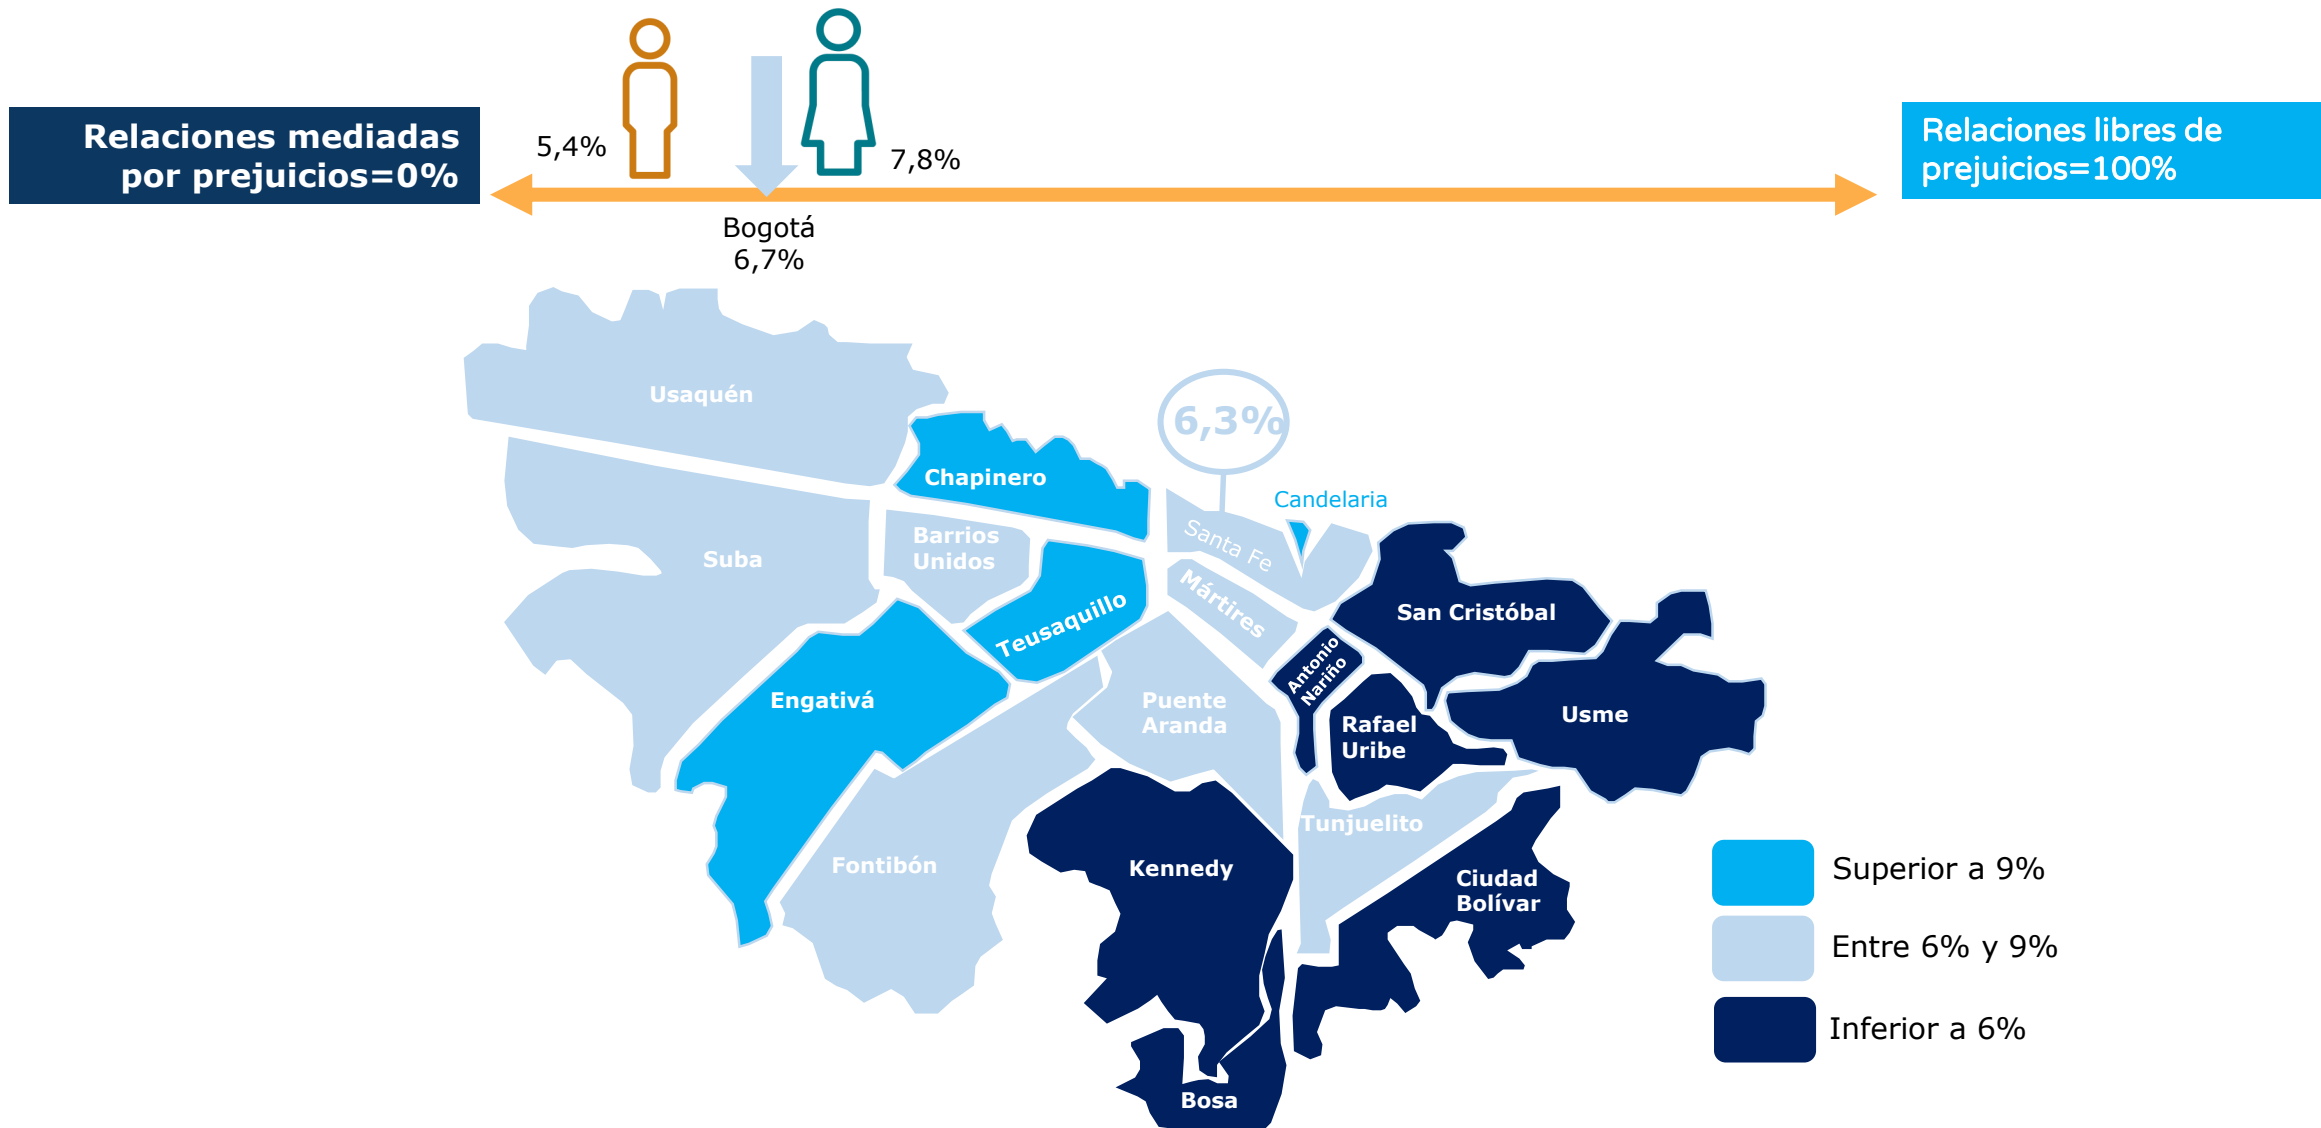 Relaciones mediadas
por prejuicios=0%
5,4%
7,8%
Relaciones libres de
prejuicios=100%
Bogotá
6,7%
Usaquén
6,3%
Chapinero
Candelaria
Santa Fe
Barrios
Unidos
Suba
Mártires
Teusaquillo
San Cristóbal
Antonio
Nariño
Engativá
Puente
Aranda
Rafael
Uribe
Usme
Tunjuelito
Fontibón
Kennedy
Ciudad
Bolívar
Bosa
Superior a 9%
Entre 6% y 9%
Inferior a 6%